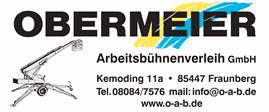 OBERMEIER
Arbeitsbühnenverleih GmbH
Kemoding 11a • 85447 Fraunberg
Tel.08084/7576 mail:info@o-a-b.de
www.o-a-b.de